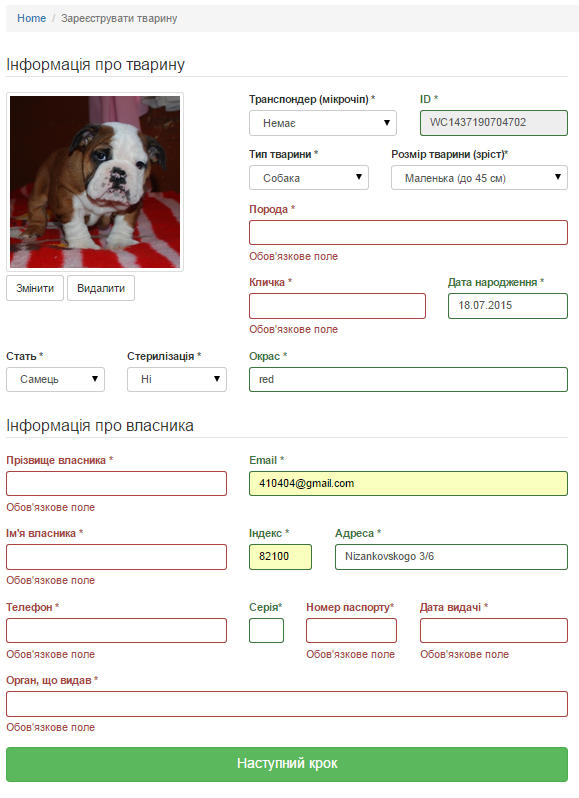 Home / Зареєструвати тварину
Інформація про тварину
Транспондер (мікрочіп) * ID *
Немає WC1437190704702
Тип тварини * Розмір тварини (зріст)*
Собака Маленька (до 45 см)
Порода *
Обов'язкове поле
Змінити Видалити
Кличка * Дата народження *
18.07.2015
Обов'язкове поле
Стать * Стерилізація * Окрас *
Самець Ні red
Інформація про власника
Прізвище власника * Email *
410404@gmail.com
Обов'язкове поле
Ім'я власника * Індекс * Адреса *
82100 Nizankovskogo 3/6
Обов'язкове поле
Телефон * Серія* Номер паспорту* Дата видачі *
Обов'язкове поле Обов'язкове поле Обов'язкове поле
Орган, що видав *
Обов'язкове поле
Наступний крок